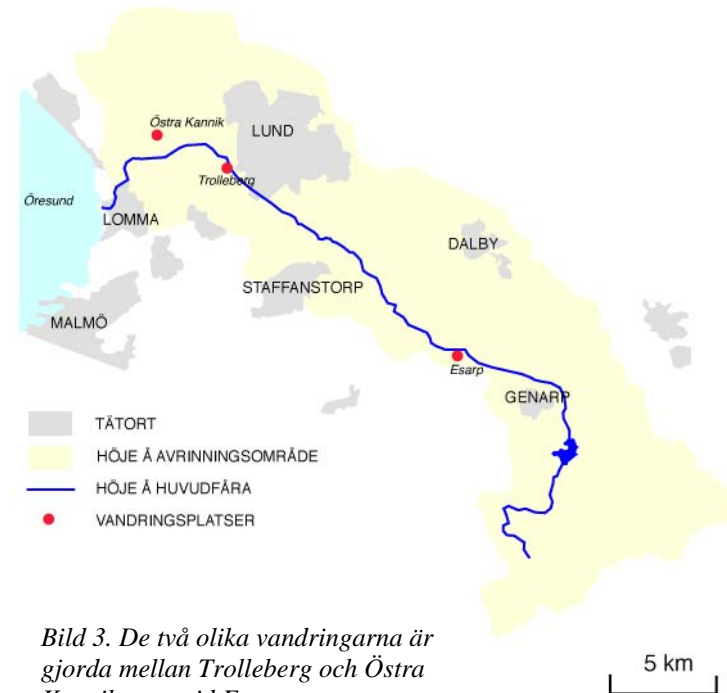 Östra Kannik
LUND
Trolleberg
Öresund
LOMMA
DALBY
STAFFANSTORP
MALMÖ
Esarp
GENARP
TÄTORT
HÖJE Å AVRINNINGSOMRÅDE
HÖJE Å HUVUDFÅRA
VANDRINGSPLATSER
Bild 3. De två olika vandringarna är
gjorda mellan Trolleberg och Östra
5 km